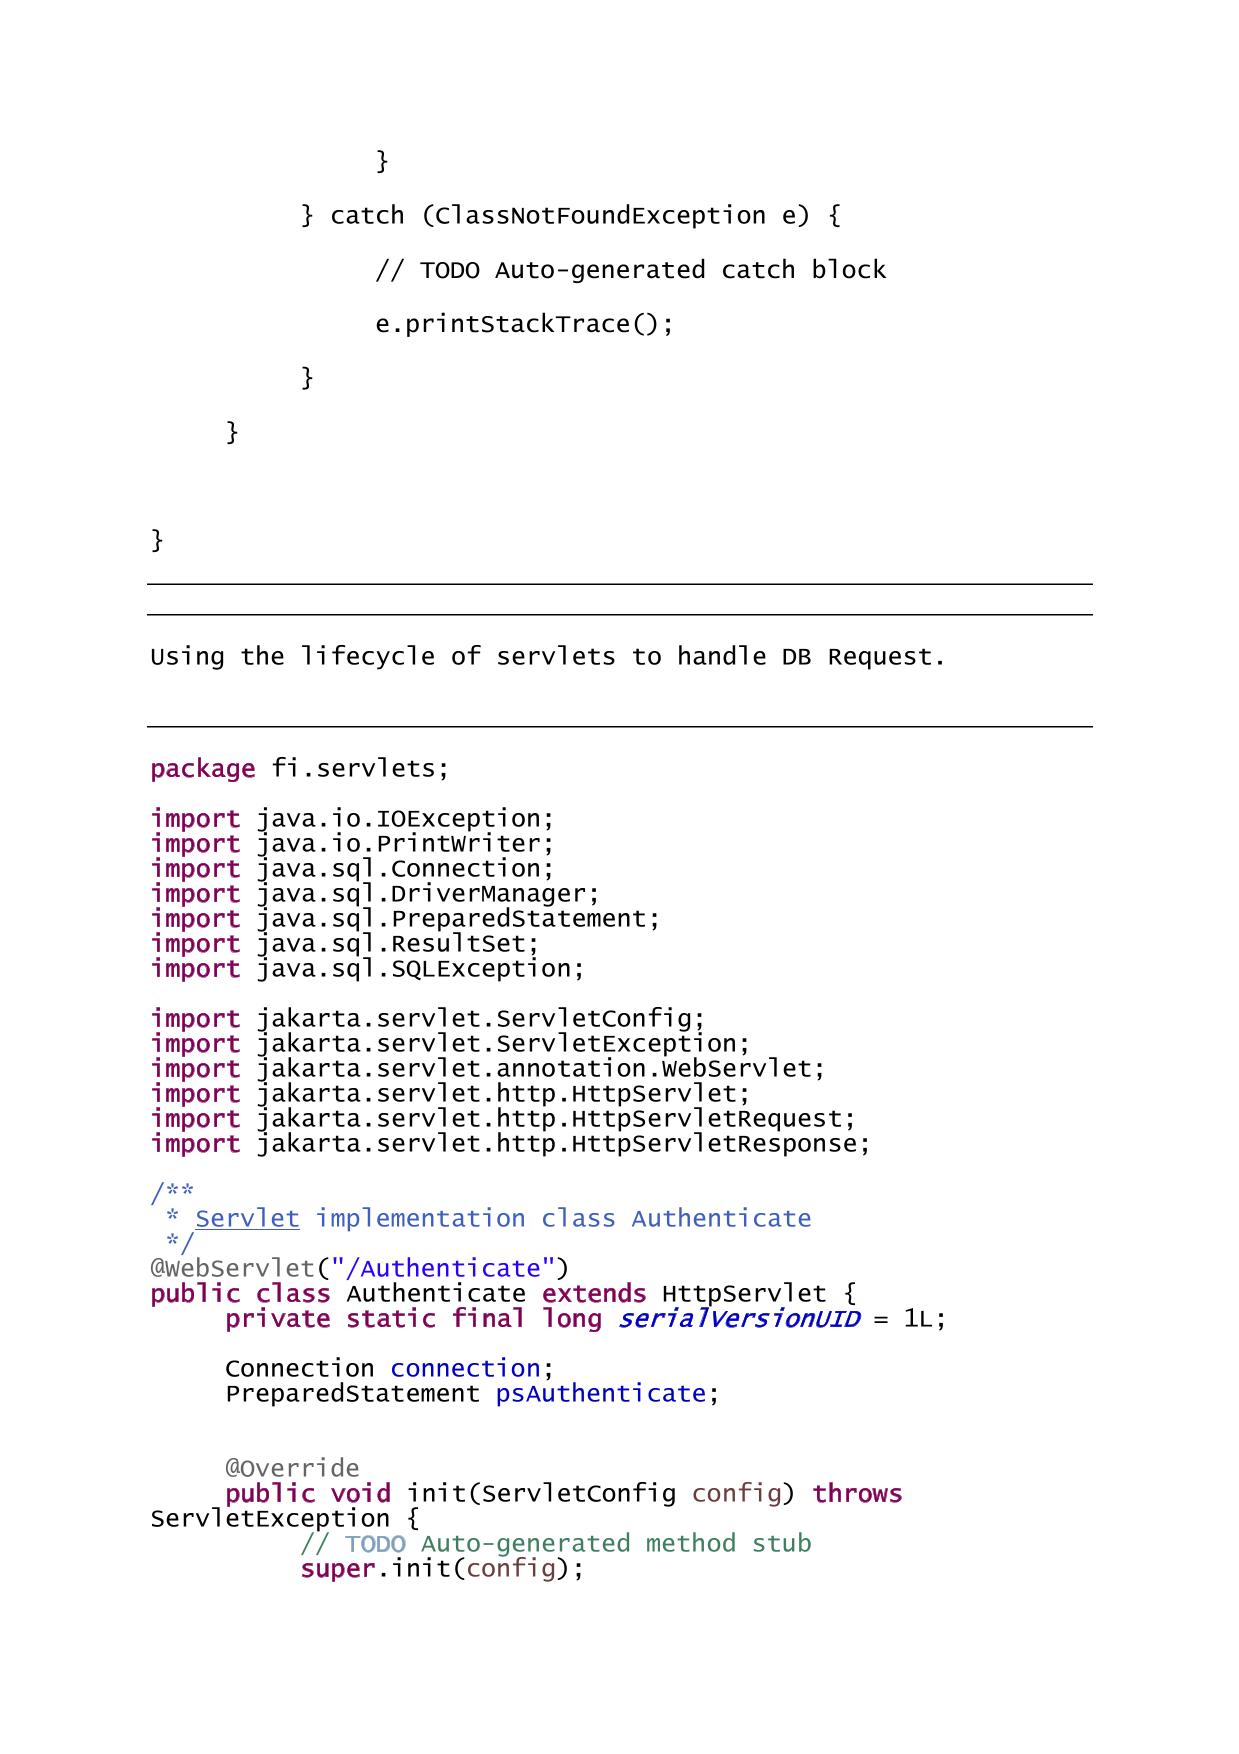 }
} catch (ClassNotFoundException e) {
// TODO Auto-generated catch block
e.printStackTrace();
}
}
}
Using the lifecycle of servlets to handle DB Request.
package fi.servlets;
import java.io.IOException;
import java.io.PrintWriter;
import java.sql.Connection;
import java.sql.DriverManager;
import java.sql.PreparedStatement;
import java.sql.ResultSet;
import java.sql.SQLException;
import jakarta.servlet.ServletConfig;
import jakarta.servlet.ServletException;
import jakarta.servlet.annotation.WebServlet;
import jakarta.servlet.http.HttpServlet;
import jakarta.servlet.http.HttpServletRequest;
import jakarta.servlet.http.HttpServletResponse;
/**
 * Servlet implementation class Authenticate
 */
@WebServlet("/Authenticate")
public class Authenticate extends HttpServlet {
private static final long serialVersionUID = 1L;
Connection connection;
PreparedStatement psAuthenticate;
@Override
public void init(ServletConfig config) throws
ServletException {
// TODO Auto-generated method stub
super.init(config);